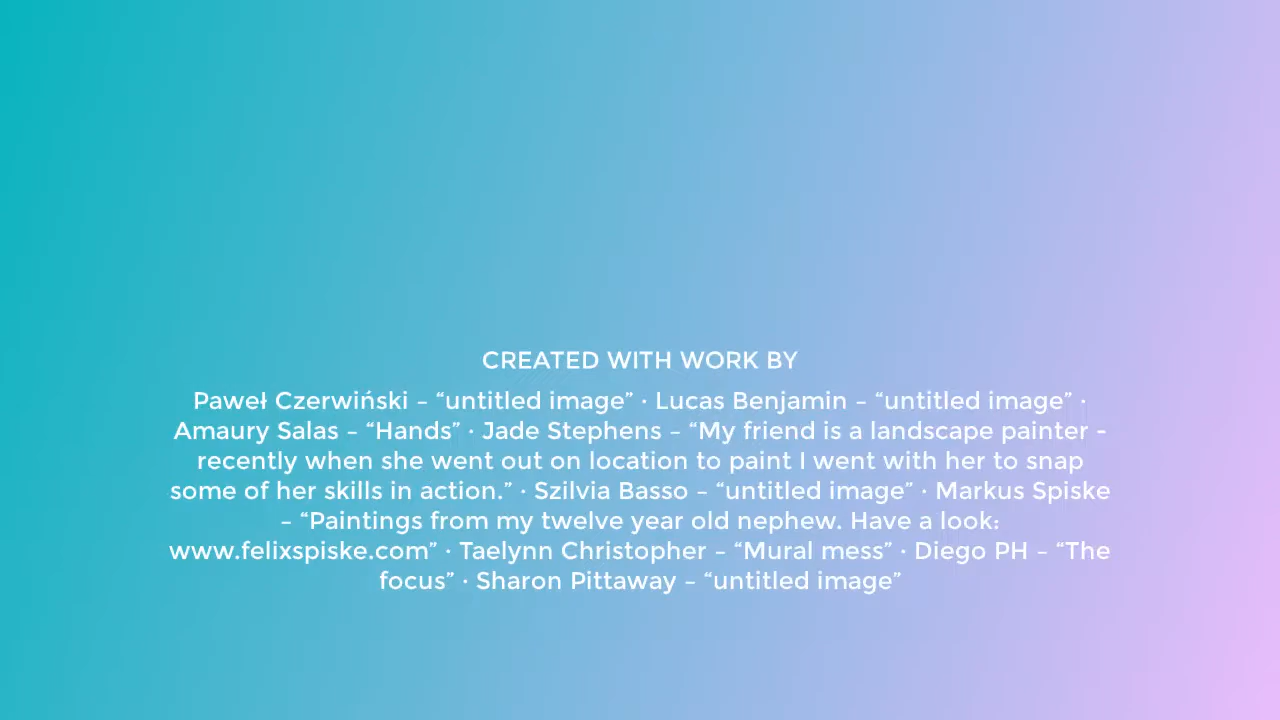 CREATED WITH WORK BY
Paweł Czerwiński – “untitled image” · Lucas Benjamin – “untitled image” ·
Amaury Salas – “Hands” · Jade Stephens – “My friend is a landscape painter -
recently when she went out on location to paint I went with her to snap
some of her skills in action.” · Szilvia Basso – “untitled image” · Markus Spiske
– “Paintings from my twelve year old nephew. Have a look:
www.felixspiske.com” · Taelynn Christopher – “Mural mess” · Diego PH – “The
focus” · Sharon Pittaway – “untitled image”